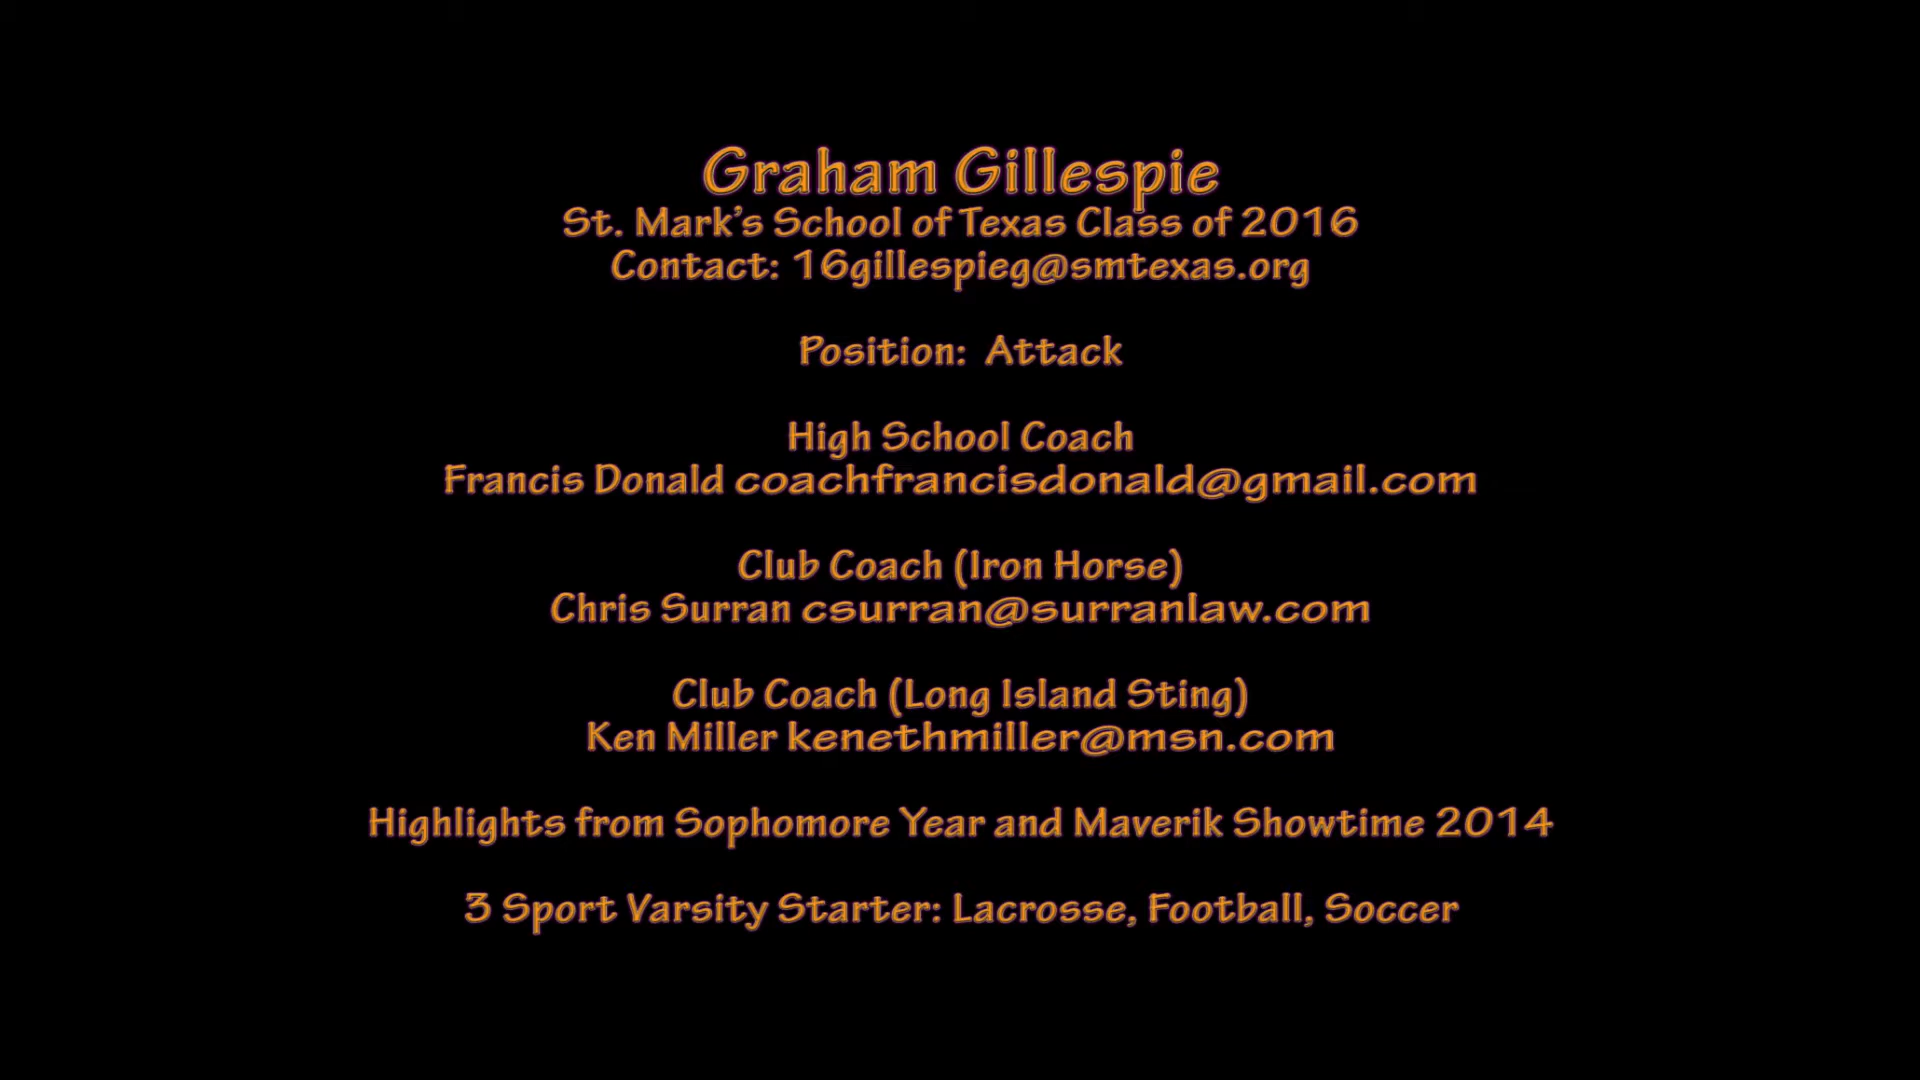 Graham Gillespie
St. Mark’s School of Texas Class of 2016
Contact: 16gillespieg@smtexas.org
Position: Attack
High School Coach
Francis Donald coachfrancisdonald@gmail.com
Club Coach (Iron Horse)
Chris Surran csurran@surranlaw.com
Club Coach (Long Island Sting)
Ken Miller kenethmiller@msn.com
Highlights from Sophomore Year and Maverik Showtime 2014
3 Sport Varsity Starter: Lacrosse, Football, Soccer